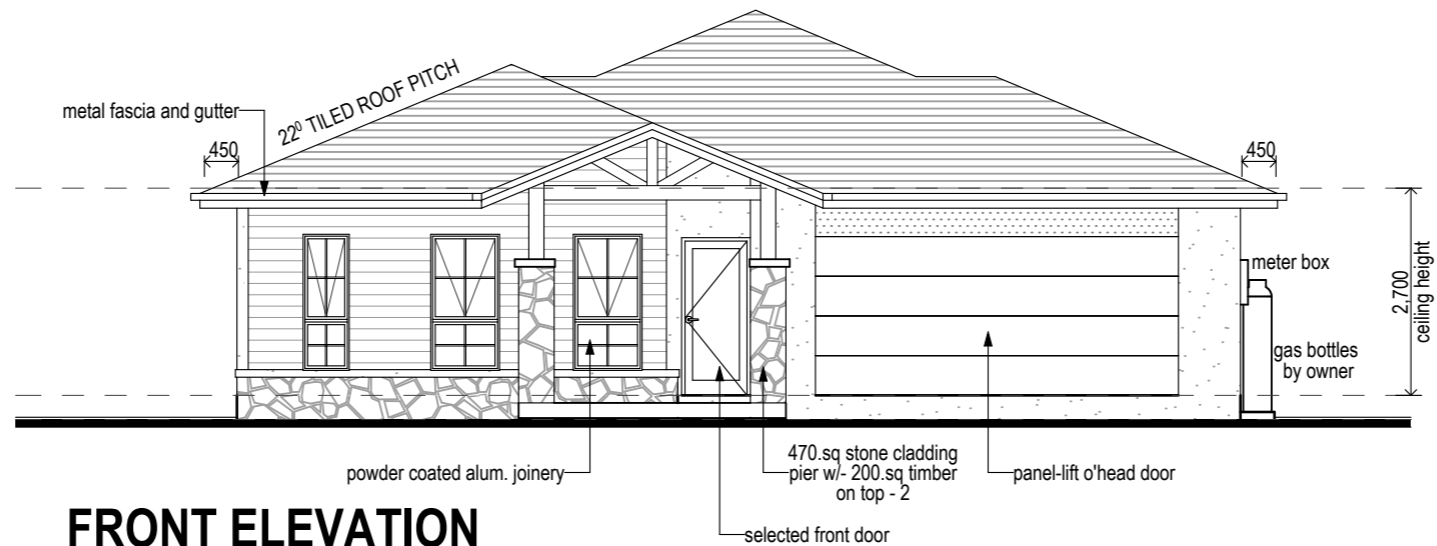 metal fascia and gutter
22⁰ TILED ROOF PITCH
450
450
meter box
2,700
ceiling height
gas bottles
by owner
powder coated alum. joinery
470.sq stone cladding
pier w/- 200.sq timber
on top - 2
panel-lift o'head door
selected front door
FRONT ELEVATION